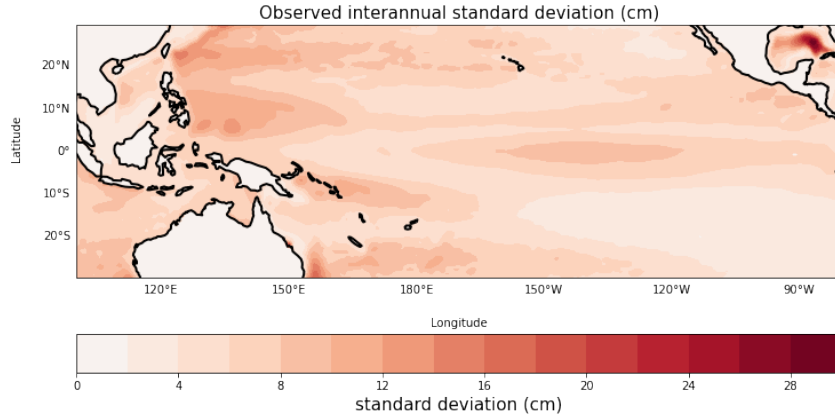 Observed interannual standard deviation (cm)
20°N
10°N
0°
10°S
20°S
Latitude
120°E 150°E 180°E 150°W 120°W 90°W
Longitude
0 4 8 12 16 20 24 28
standard deviation (cm)